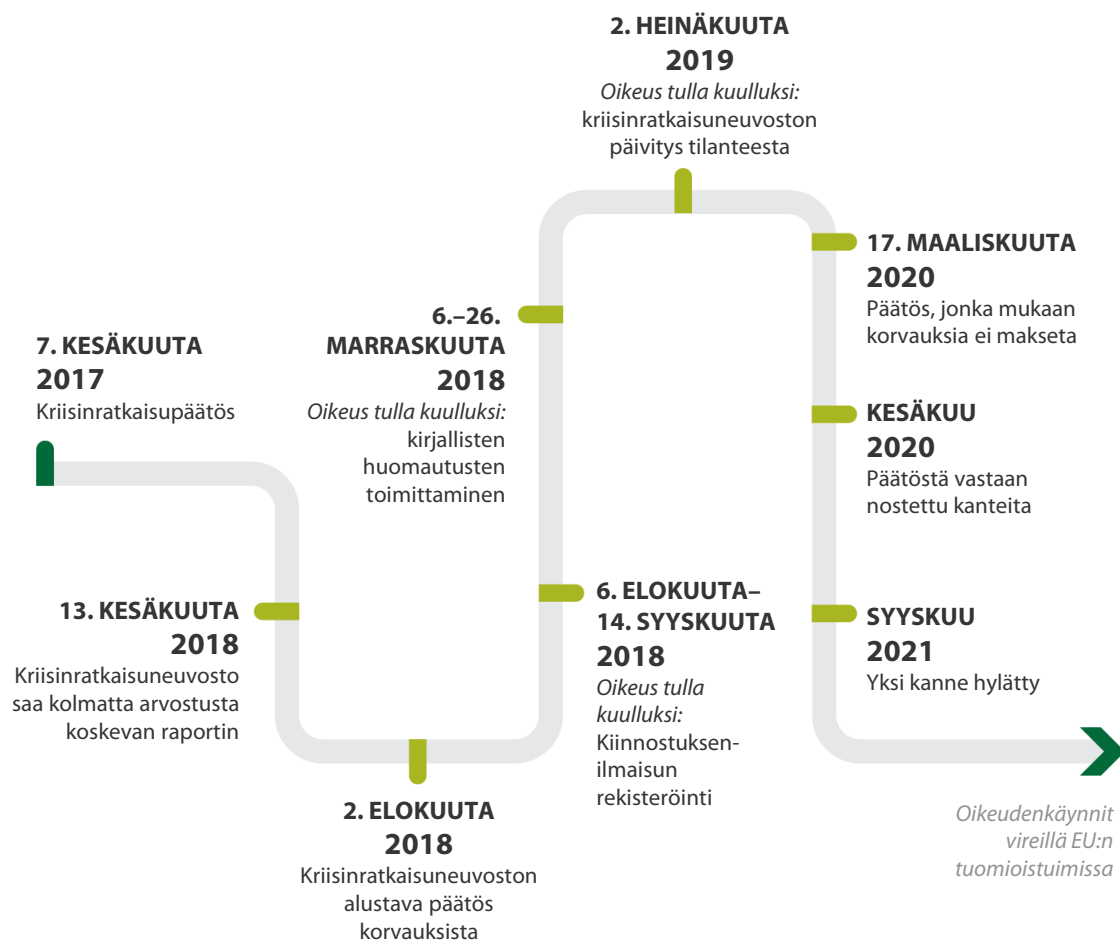 7. KESÄKUUTA
2017
Kriisinratkaisupäätös
13. KESÄKUUTA
2018
Kriisinratkaisuneuvosto
saa kolmatta arvostusta
koskevan raportin
2. ELOKUUTA
2018
Kriisinratkaisuneuvoston
alustava päätös
korvauksista
6. ELOKUUTA–
14. SYYSKUUTA
2018
Oikeus tulla
kuulluksi:
Kiinnostuksen-
ilmaisun
rekisteröinti
6.–26.
MARRASKUUTA
2018
Oikeus tulla kuulluksi:
kirjallisten
huomautusten
toimittaminen
2. HEINÄKUUTA
2019
Oikeus tulla kuulluksi:
kriisinratkaisuneuvoston
päivitys tilanteesta
17. MAALISKUUTA
2020
Päätös, jonka mukaan
korvauksia ei makseta
KESÄKUU
2020
Päätöstä vastaan
nostettu kanteita
SYYSKUU
2021
Yksi kanne hylätty
Oikeudenkäynnit
vireillä EU:n
tuomioistuimissa